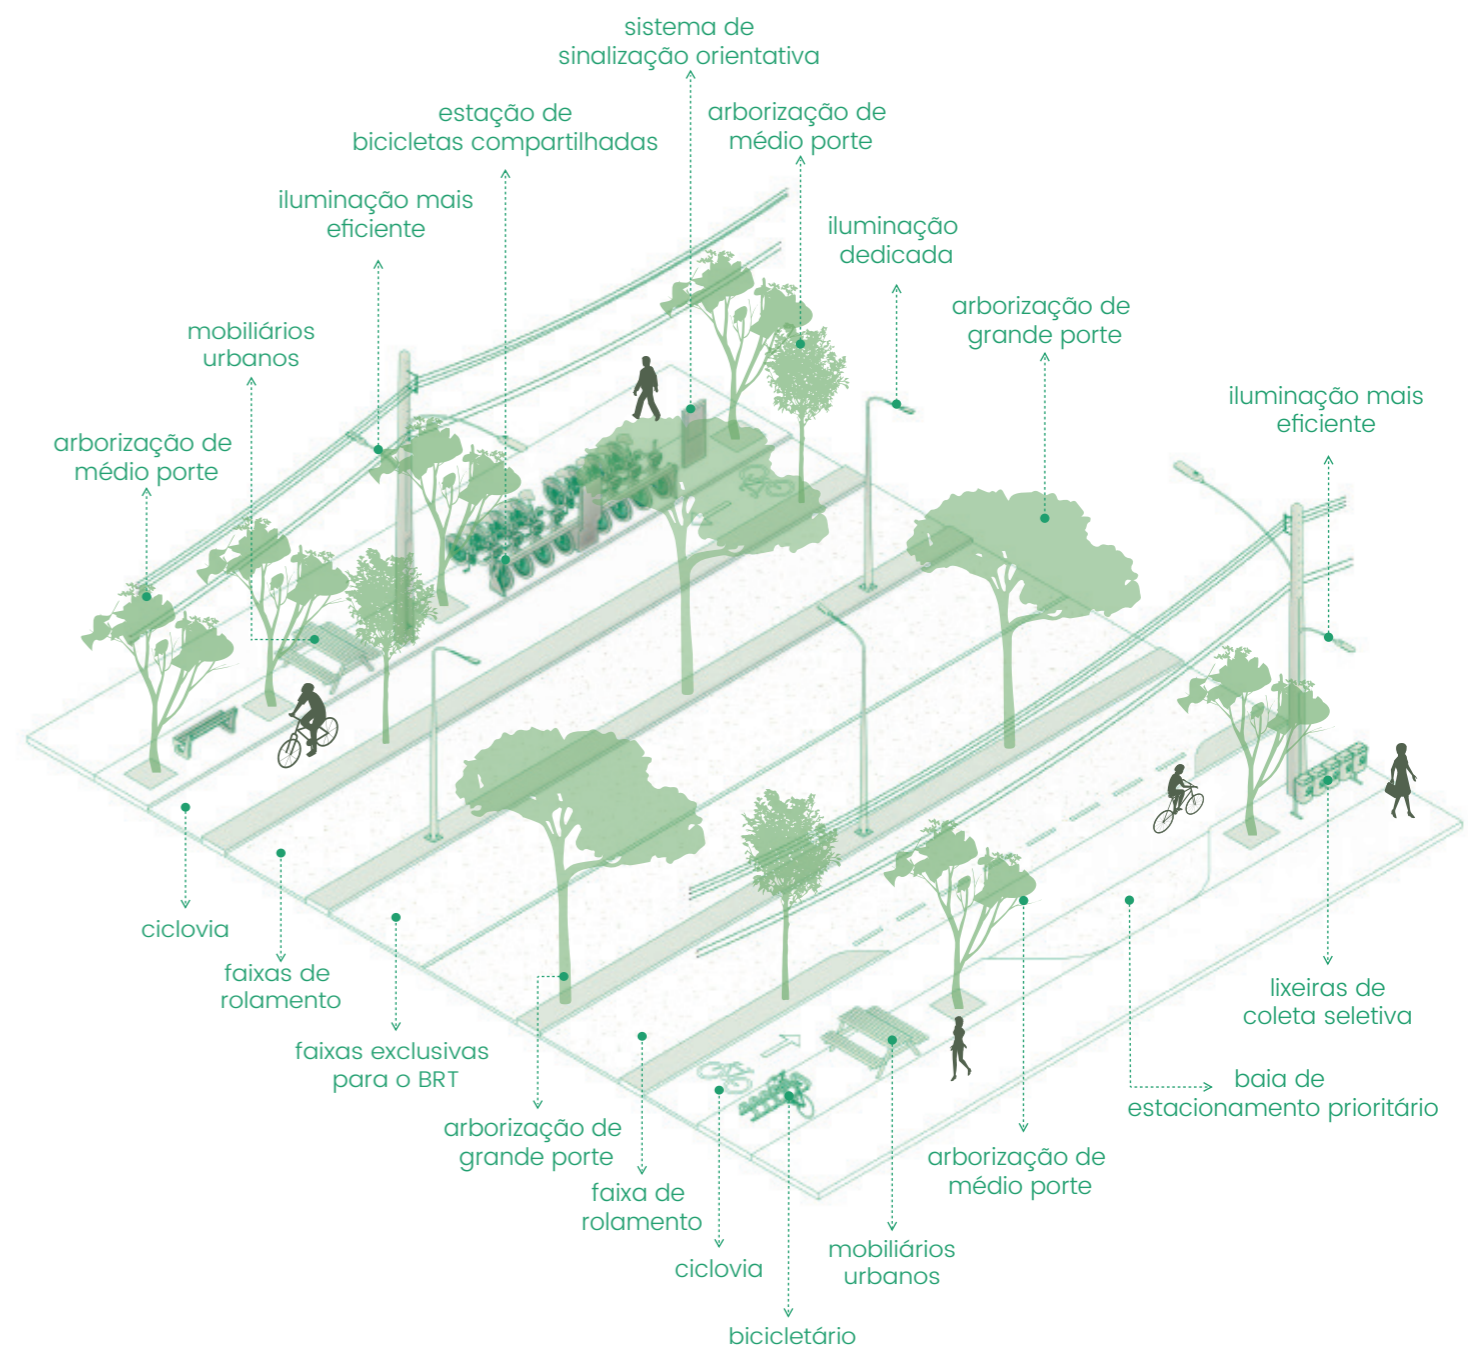 sistema de
sinalização orientativa
estação de
bicicletas compartilhadas
arborização de
médio porte
iluminação mais
eficiente
iluminação
dedicada
arborização de
grande porte
mobiliários
urbanos
iluminação mais
eficiente
arborização de
médio porte
ciclovia
faixas de
rolamento
faixas exclusivas
para o BRT
lixeiras de
coleta seletiva
baia de
estacionamento prioritário
arborização de
grande porte
arborização de
médio porte
faixa de
rolamento
ciclovia
mobiliários
urbanos
bicicletário